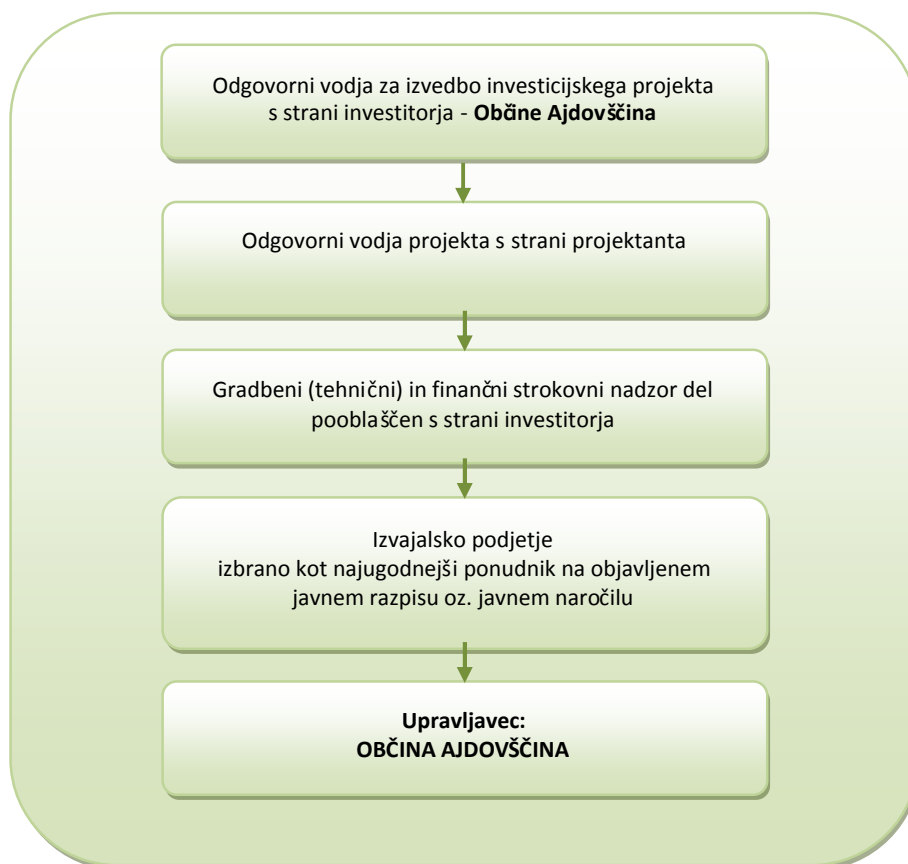 Odgovorni vodja za izvedbo investicijskega projekta
s strani investitorja - Občine Ajdovščina
Odgovorni vodja projekta s strani projektanta
Gradbeni (tehnični) in finančni strokovni nadzor del
pooblaščen s strani investitorja
Izvajalsko podjetje
izbrano kot najugodnejši ponudnik na objavljenem
javnem razpisu oz. javnem naročilu
Upravljavec:
OBČINA AJDOVŠČINA